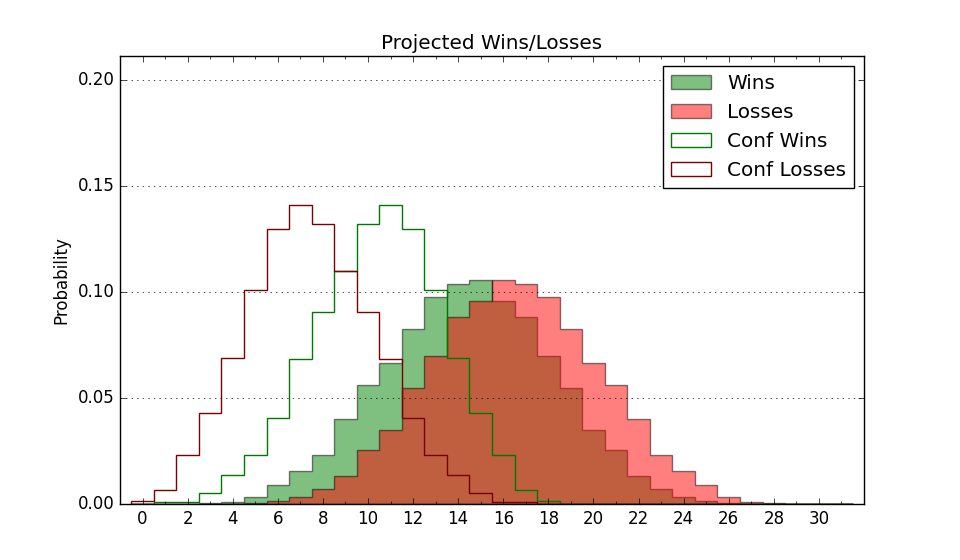 Projected Wins/Losses
0.20
0.15
0.10
0.05
0.00
Probability
Wins
Losses
Conf Wins
Conf Losses
0 2 4 6 8 10 12 14 16 18 20 22 24 26 28 30